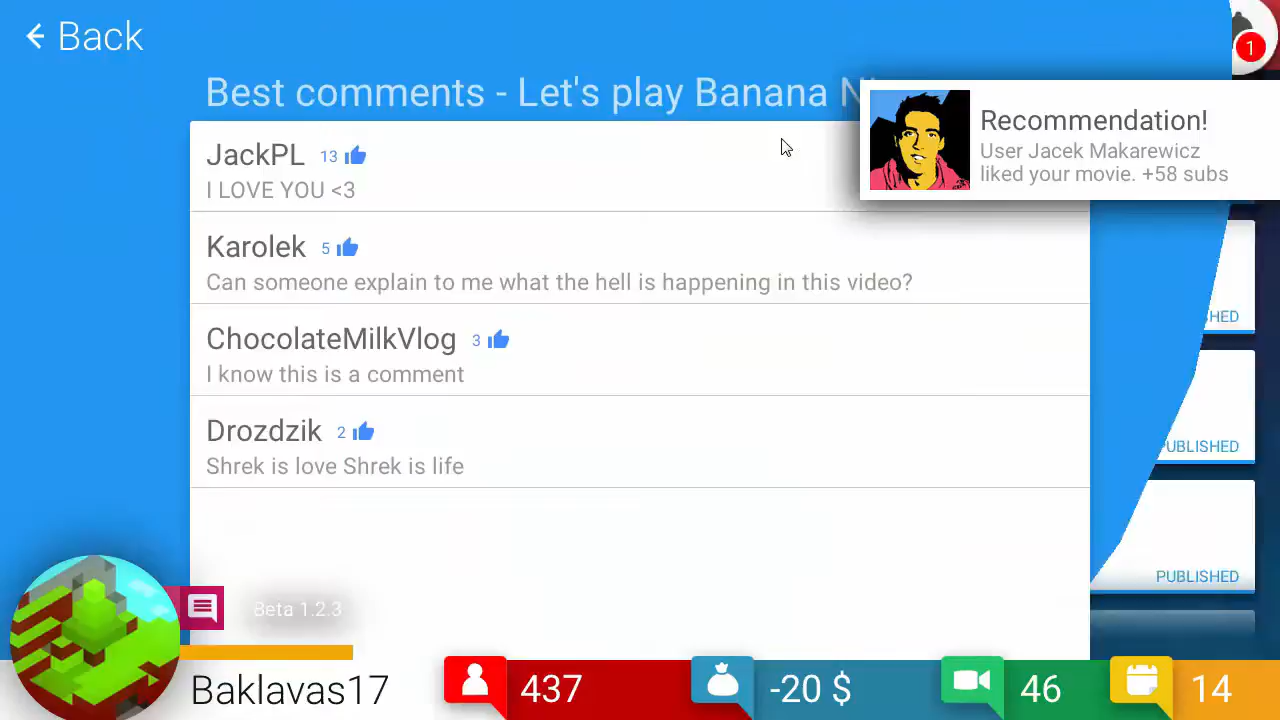 Back
1
Best comments - Let's play Banana
Recommendation!
User Jacek Makarewicz
liked your movie. +58 subs
JackPL 13
I LOVE YOU <3
Karolek 5
Can someone explain to me what the hell is happening in this video?
ChocolateMilkVlog 3
I know this is a comment
Drozdzik 2
Shrek is love Shrek is life
PUBLISHED
PUBLISHED
Beta 1.2.3
Baklavas17
437
-20 $
46
14